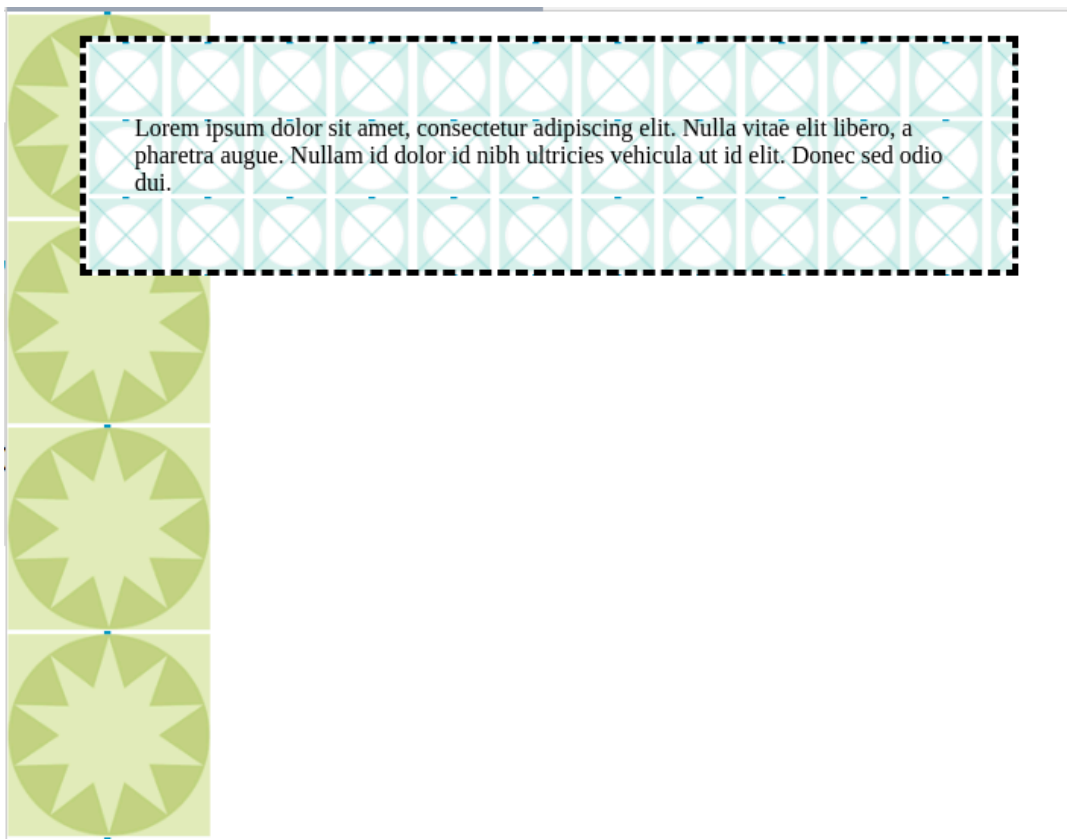 Lorem ipsum dolor sit amet, consectetur adipiscing elit. Nulla vitae elit libero, a
pharetra augue. Nullam id dolor id nibh ultricies vehicula ut id elit. Donec sed odio
dui.